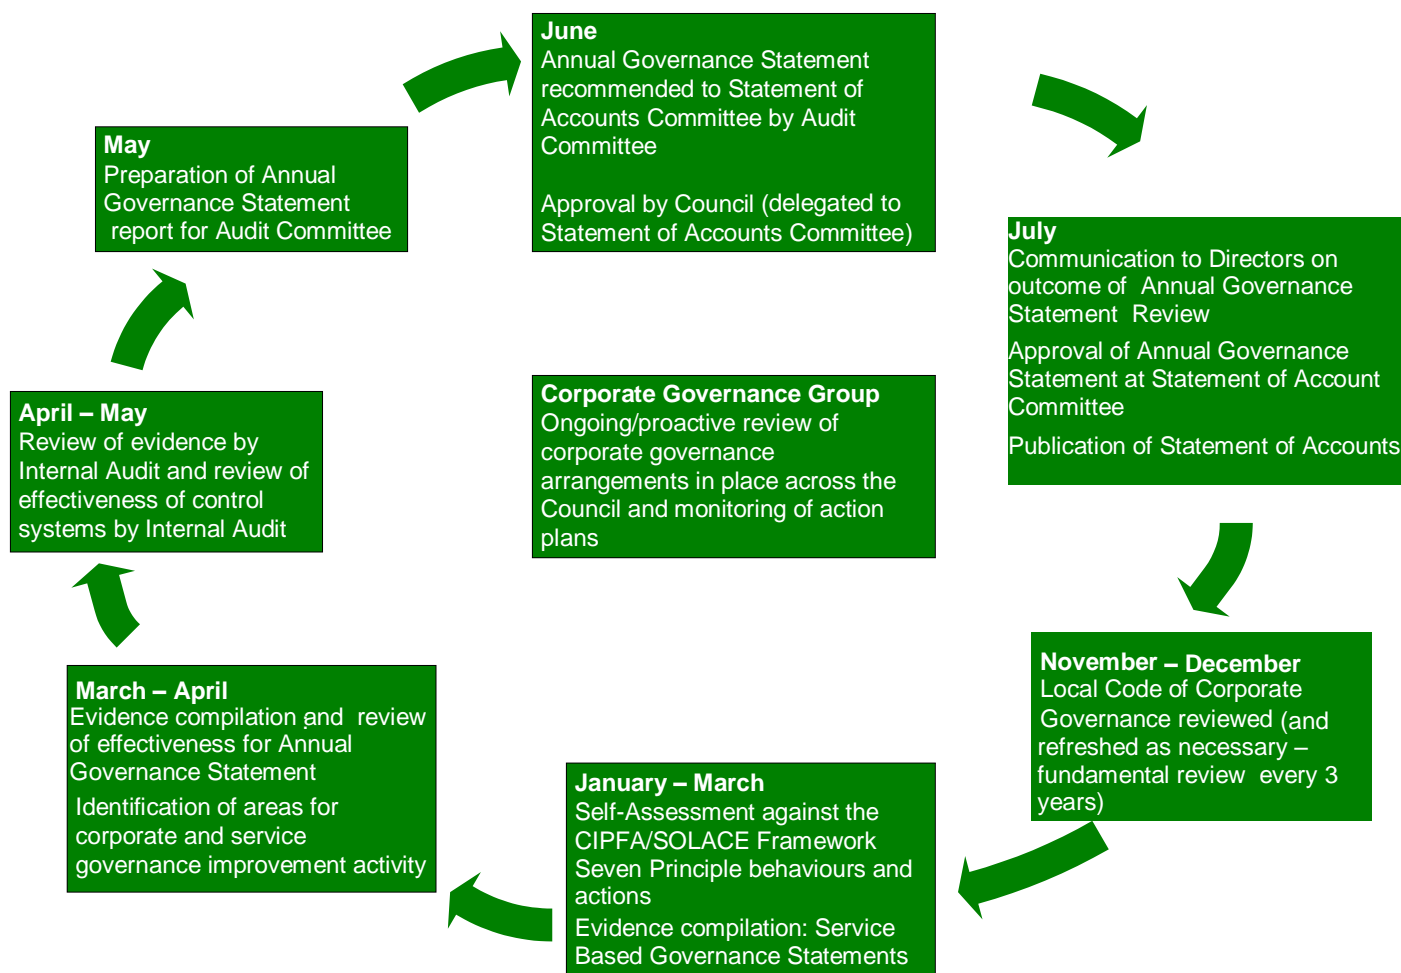 June
Annual Governance Statement
recommended to Statement of
Accounts Committee by Audit
Committee
Approval by Council (delegated to
Statement of Accounts Committee)
May
Preparation of Annual
Governance Statement
report for Audit Committee
July
Communication to Directors on
outcome of Annual Governance
Statement Review
Approval of Annual Governance
Statement at Statement of Account
Committee
Publication of Statement of Accounts
Corporate Governance Group
Ongoing/proactive review of
corporate governance
arrangements in place across the
Council and monitoring of action
plans
April – May
Review of evidence by
Internal Audit and review of
effectiveness of control
systems by Internal Audit
November – December
Local Code of Corporate
Governance reviewed (and
refreshed as necessary –
fundamental review every 3
years)
March – April
Evidence compilation and review
of effectiveness for Annual
Governance Statement
Identification of areas for
corporate and service
governance improvement activity
January – March
Self-Assessment against the
CIPFA/SOLACE Framework
Seven Principle behaviours and
actions
Evidence compilation: Service
Based Governance Statements